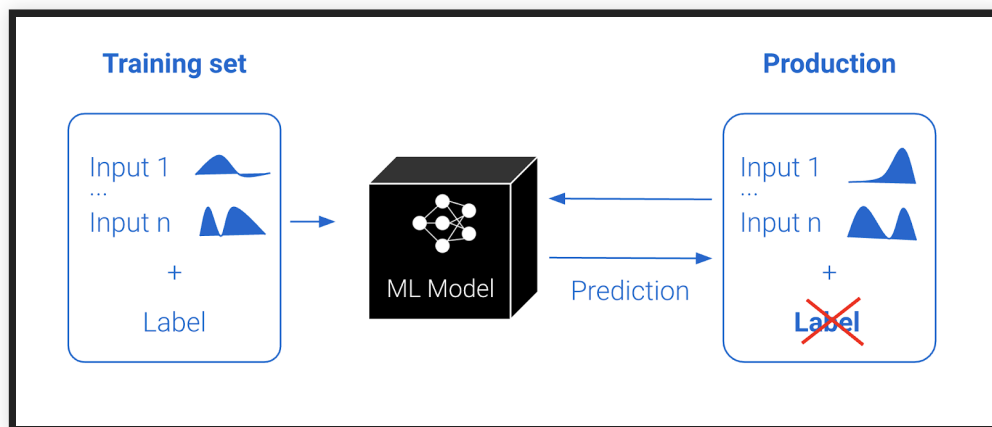 Training set
Input 1
...
Input n
+
Label
ML Model
Prediction
Production
Input 1
...
Input n
+
Label